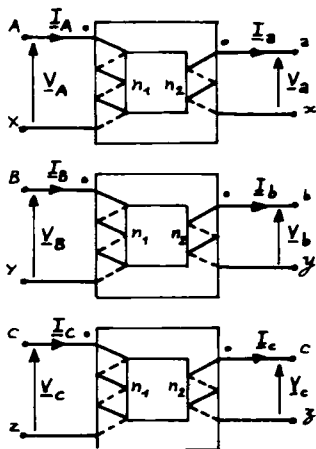 A I_A I_a a
V_A n_1 n_2 V_a
x x
B I_B I_b b
V_B n_1 n_2 V_b
Y y
C I_C I_c c
V_C n_1 n_2 V_c
z z